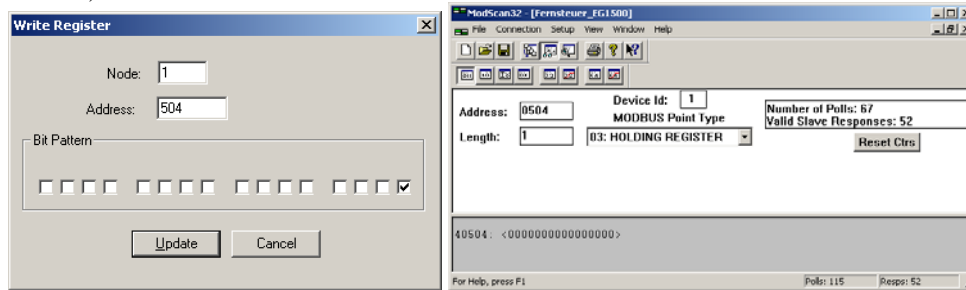 Write Register
Node: 1
Address: 504
Bit Pattern
Update Cancel
ModScan32 - [Fernsteuer_EG1500]
File Connection Setup View Window Help
Address: 0504
Device Id: 1
MODBUS Point Type
Length: 1
03: HOLDING REGISTER
Number of Polls: 67
Valid Slave Responses: 52
Reset Ctrs
40504: <0000000000000000>
For Help, press F1
Polls: 115
Resps: 52